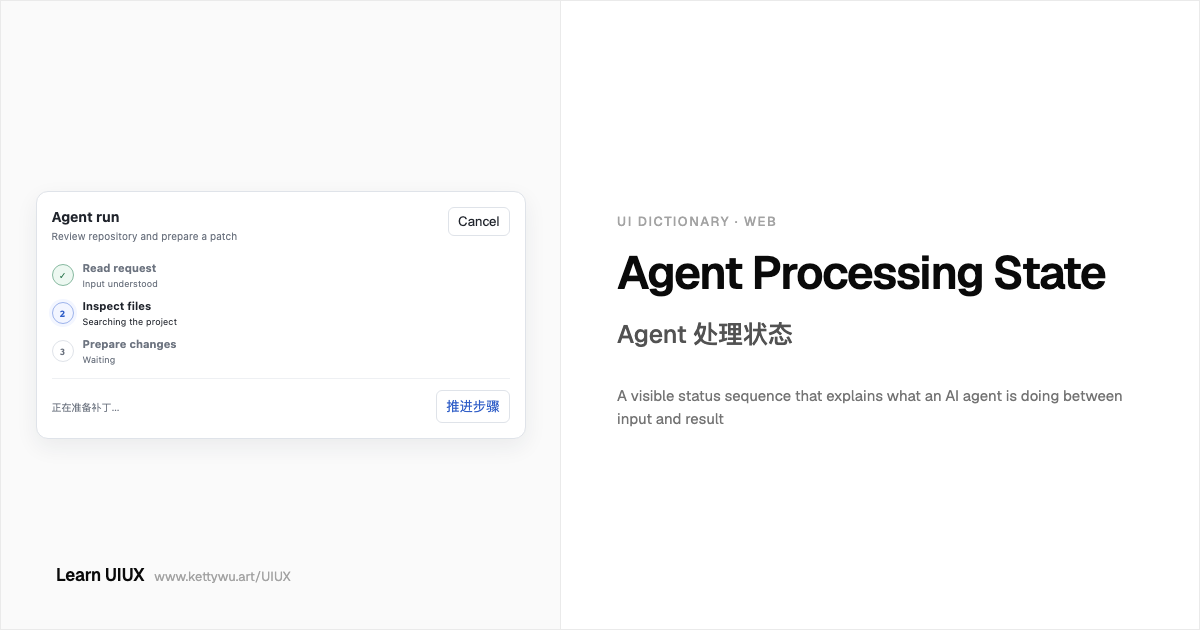 Agent run
Cancel
Review repository and prepare a patch
✓
Read request
Input understood
2
Inspect files
Searching the project
3
Prepare changes
Waiting
正在准备补丁...
推进步骤
Learn UIUX www.kettywu.art/UIUX
UI DICTIONARY · WEB
Agent Processing State
Agent 处理状态
A visible status sequence that explains what an AI agent is doing between
input and result